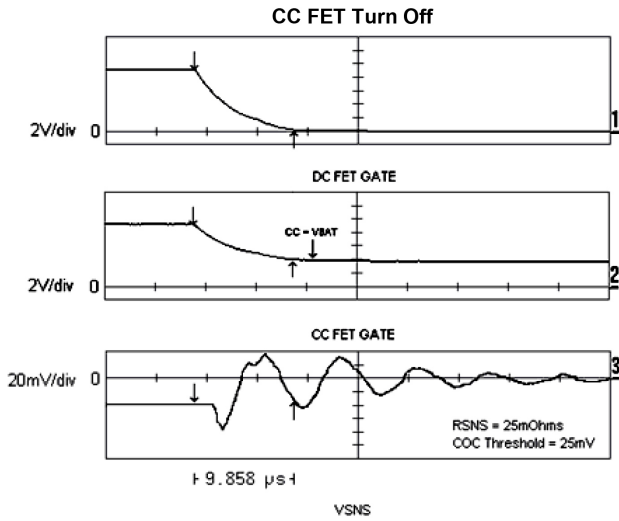 CC FET Turn Off
1
2V/div 0
DC FET GATE
CC = VBAT
2V/div 0
2
CC FET GATE
3
20mV/div 0
RSNS = 25mOhms
COC Threshold = 25mV
9.858 µs
VSNS